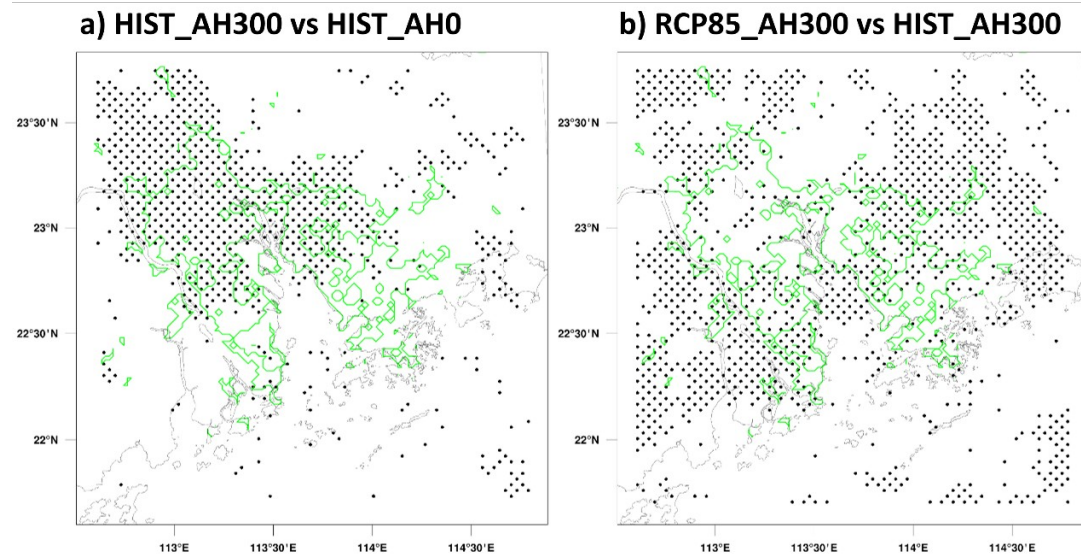 a) HIST_AH300 vs HIST_AH0
b) RCP85_AH300 vs HIST_AH300
23°30'N
23°N
22°30'N
22°N
113°E
113°30'E
114°E
114°30'E
23°30'N
23°N
22°30'N
22°N
113°E
113°30'E
114°E
114°30'E